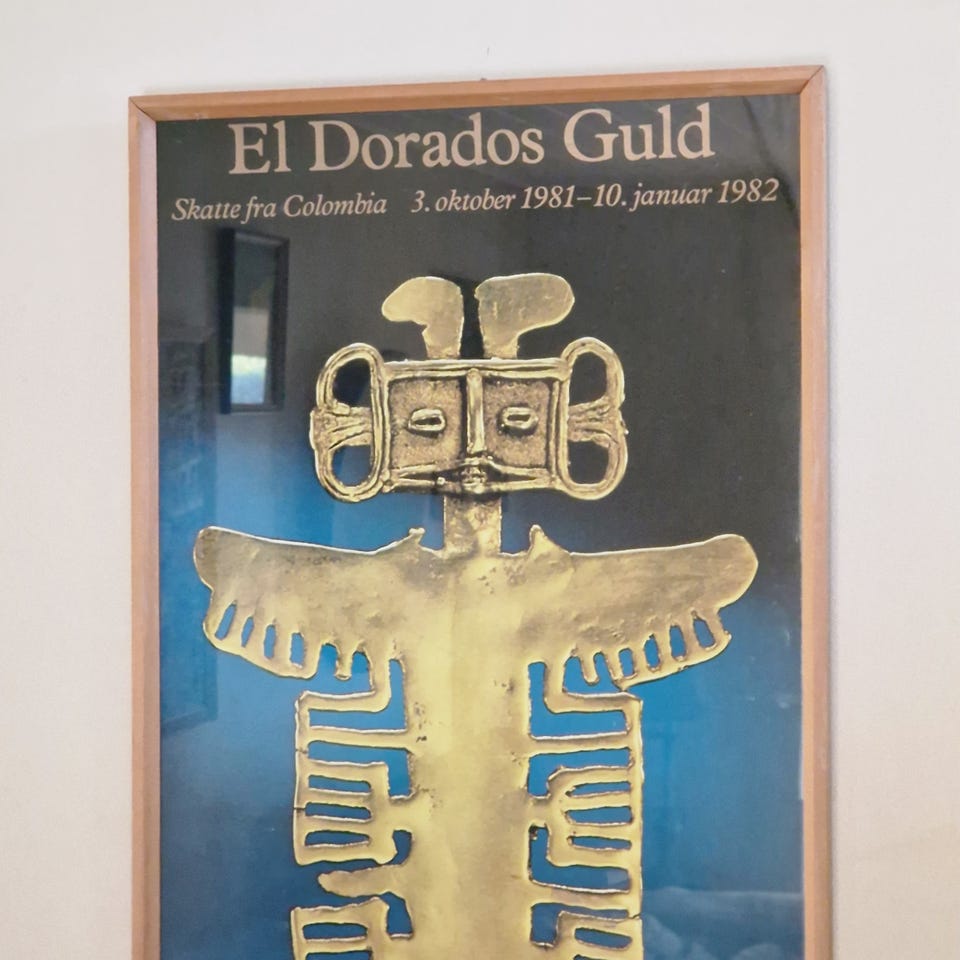 El Dorados Guld
Skatte fra Colombia 3. oktober 1981–10. januar 1982